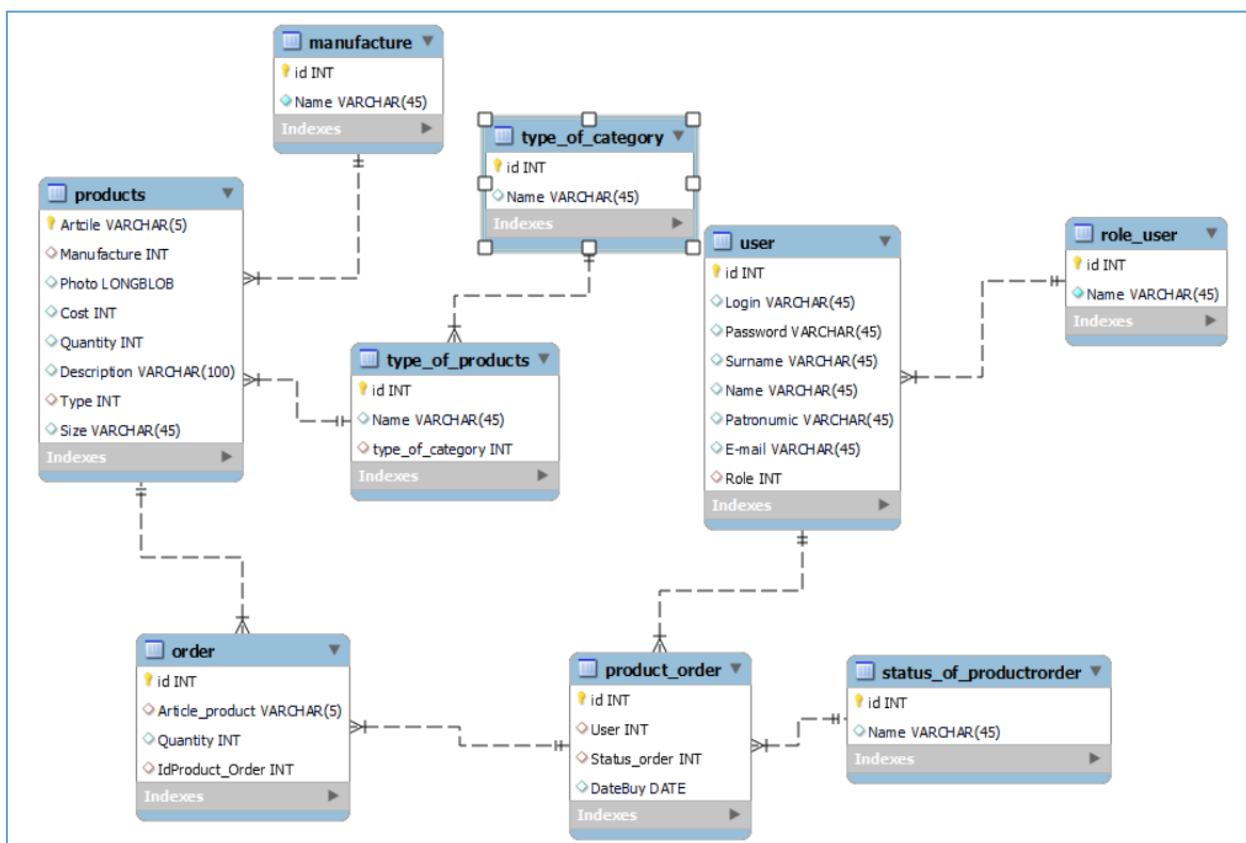 manufacture
id INT
Name VARCHAR(45)
Indexes
type_of_category
id INT
Name VARCHAR(45)
Indexes
products
Artcile VARCHAR(5)
Manufacture INT
Photo LONGBLOB
Cost INT
Quantity INT
Description VARCHAR(100)
Type INT
Size VARCHAR(45)
Indexes
type_of_products
id INT
Name VARCHAR(45)
type_of_category INT
Indexes
user
id INT
Login VARCHAR(45)
Password VARCHAR(45)
Surname VARCHAR(45)
Name VARCHAR(45)
Patronumic VARCHAR(45)
E-mail VARCHAR(45)
Role INT
Indexes
role_user
id INT
Name VARCHAR(45)
Indexes
order
id INT
Article_product VARCHAR(5)
Quantity INT
IdProduct_Order INT
Indexes
product_order
id INT
User INT
Status_order INT
DateBuy DATE
Indexes
status_of_productrorder
id INT
Name VARCHAR(45)
Indexes